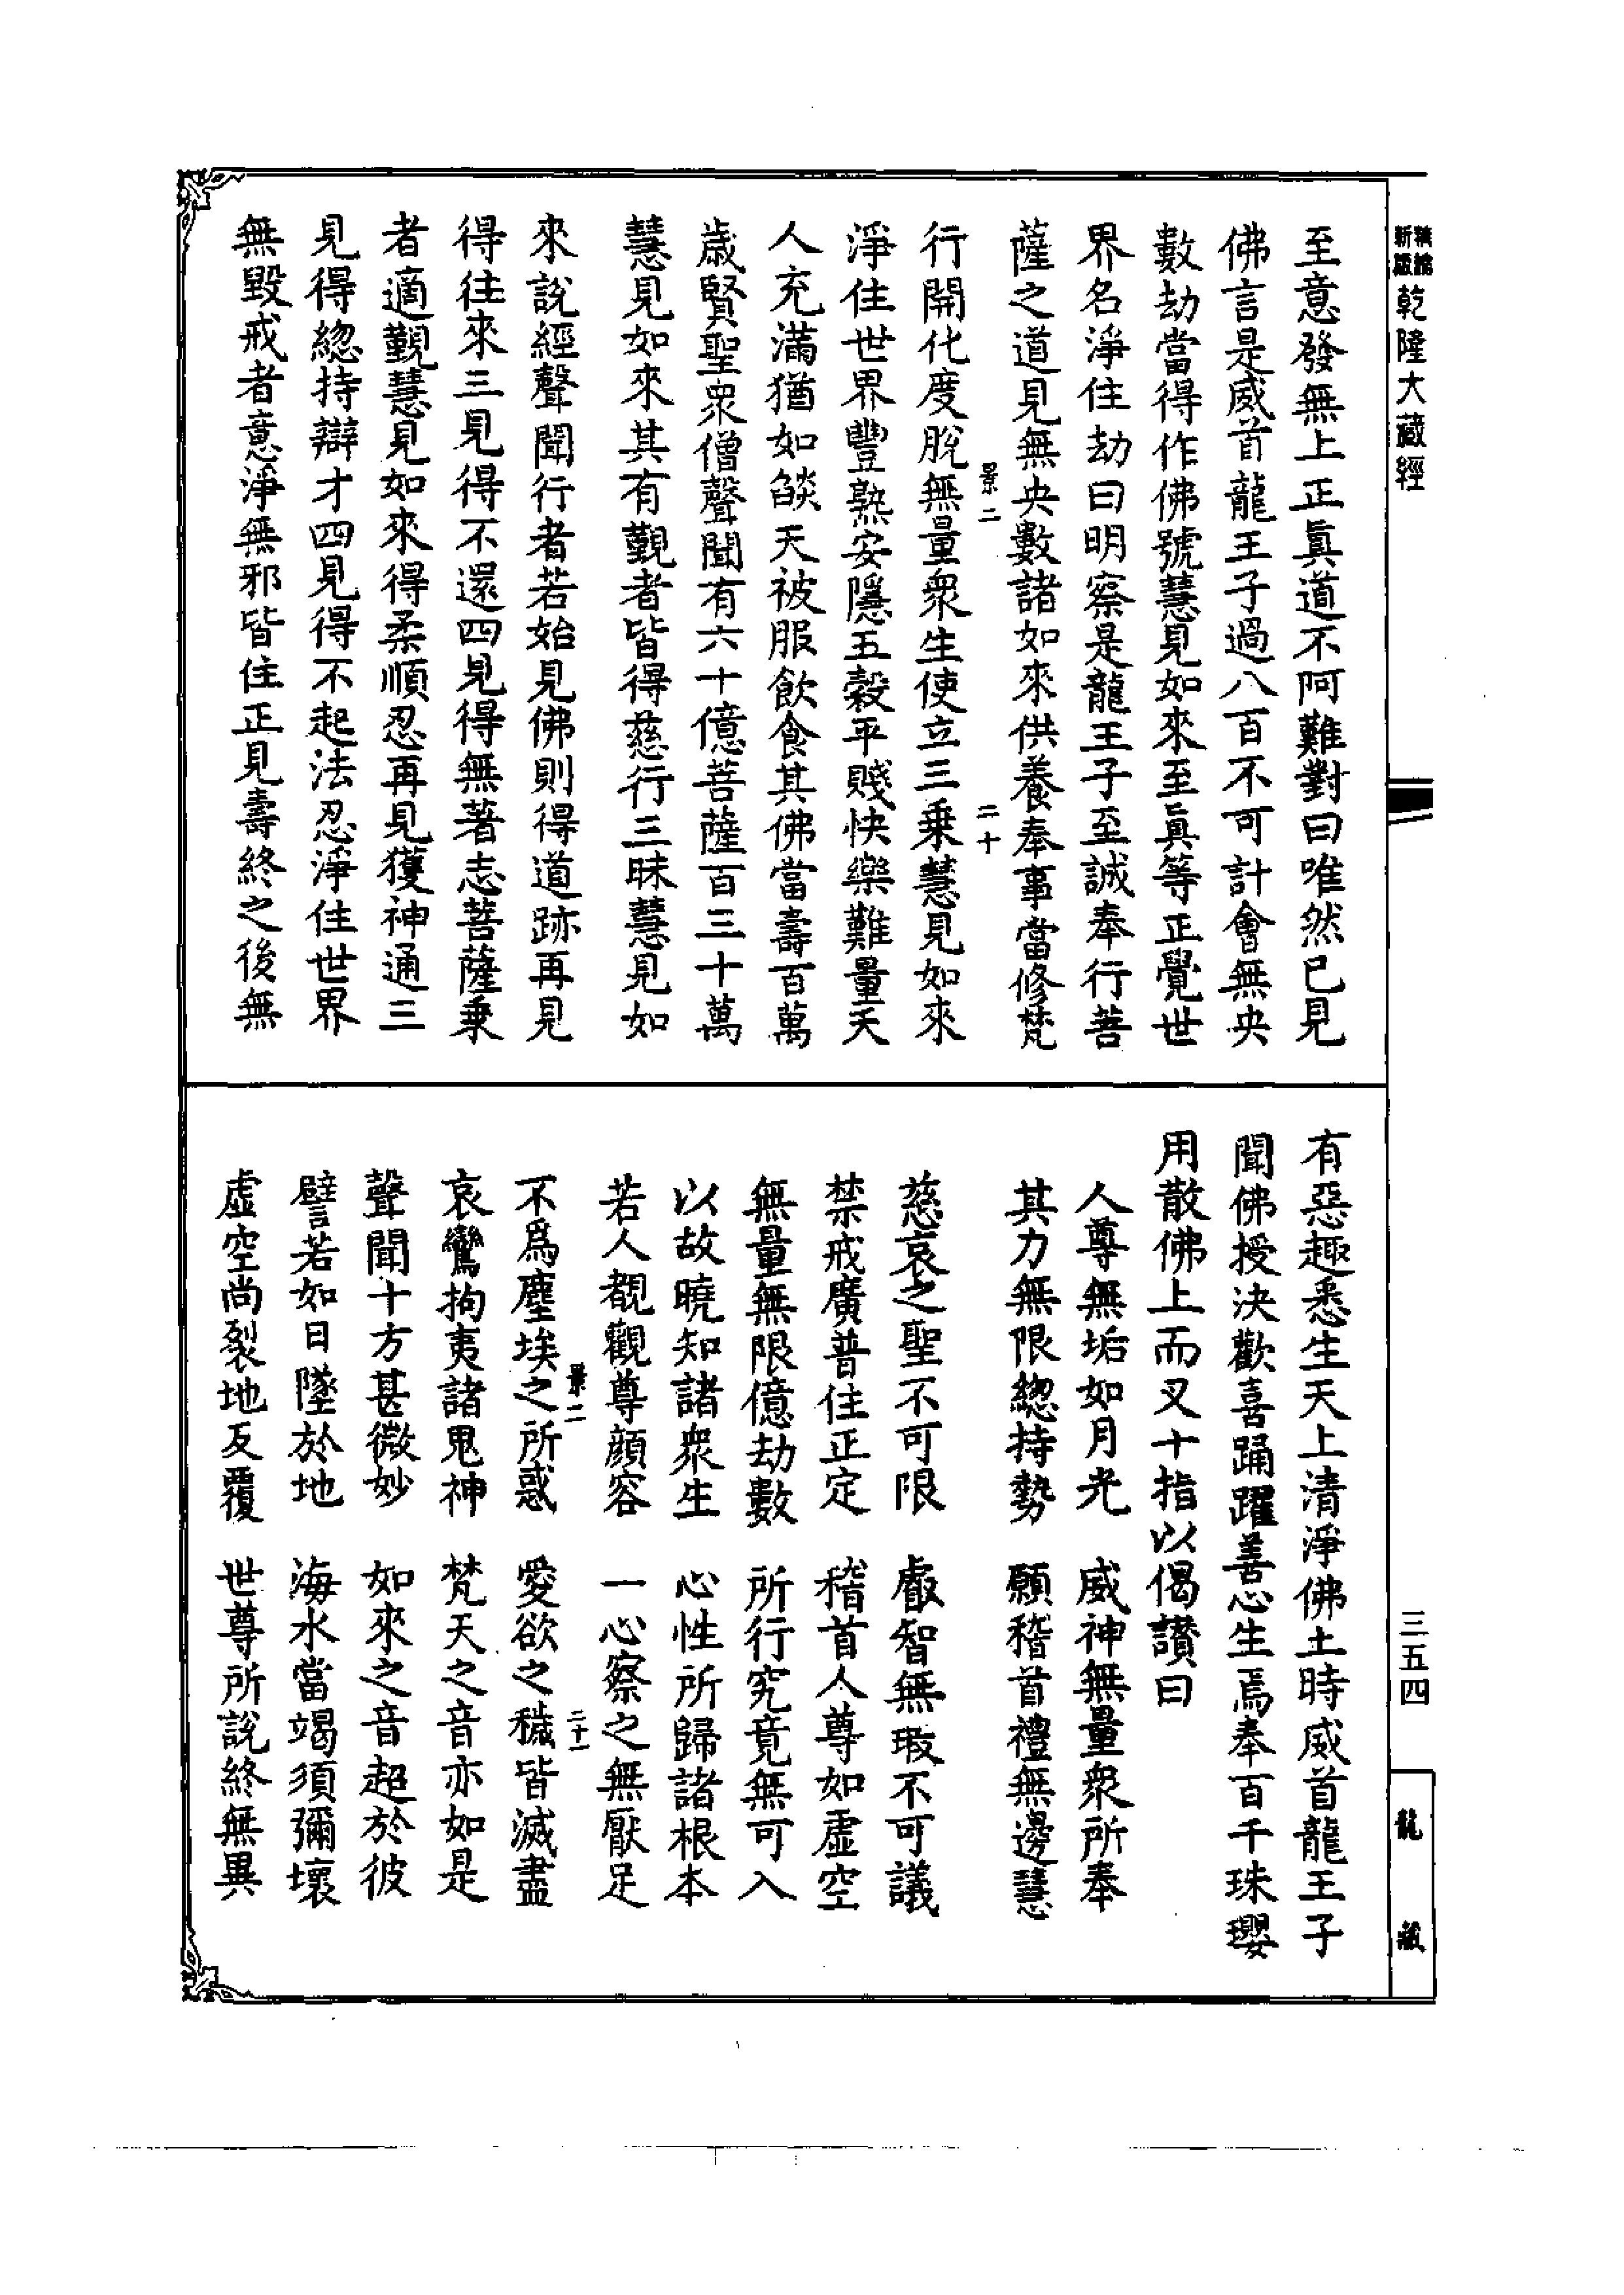 新版精裝乾隆大藏經
至意發無上正眞道不阿難對曰唯然已見
佛言是威首龍王子過八百不可計會無央
數劫當得作佛號慧見如來至眞等正覺世
界名淨住劫曰明察是龍王子至誠奉行菩
薩之道見無央數諸如來供養奉事當修梵
景二 二十
行開化度脫無量衆生使立三乗慧見如來
淨住世界豐熟安隱五穀平賤快樂難量天
人充滿猶如燄天被服飲食其佛當壽百萬
歲賢聖衆僧聲聞有六十億菩薩百三十萬
慧見如來其有覲者皆得慈行三昧慧見如
來說經聲聞行者若始見佛則得道跡再見
得往來三見得不還四見得無著志菩薩乗
者適覲慧見如來得柔順忍再見獲神通三
見得緫持辯才四見得不起法忍淨住世界
無毀戒者意淨無邪皆住正見壽終之後無
有惡趣悉生天上清淨佛土時威首龍王子
聞佛授決歡喜踊躍善心生焉奉百千珠瓔
用散佛上而叉十指以偈讃曰
人尊無垢如月光 威神無量衆所奉
其力無限緫持勢 願稽首禮無邊慧
慈哀之聖不可限 叡智無瑕不可議
禁戒廣普住正定 稽首人尊如虛空
無量無限億劫數 所行究竟無可入
以故曉知諸衆生 心性所歸諸根本
若人覩觀尊顔容 一心察之無厭足
景二 二十一
不爲塵埃之所惑 愛欲之穢皆滅盡
哀鸞拘夷諸鬼神 梵天之音亦如是
聲聞十方甚微妙 如來之音超於彼
譬若如日墜於地 海水當竭須彌壞
虛空尚裂地反覆 世尊所說終無異
三五四
龍藏